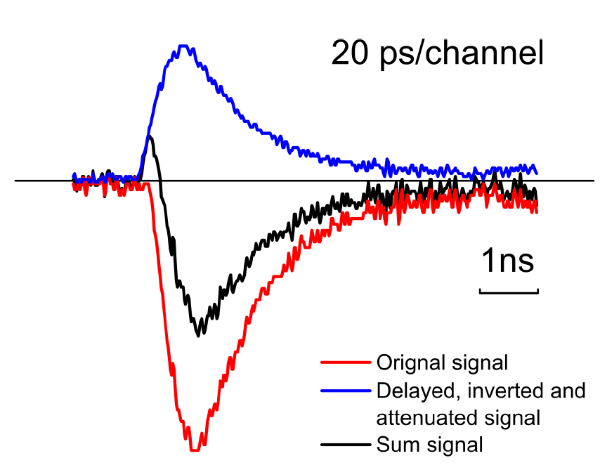 20 ps/channel
1ns
Orignal signal
Delayed, inverted and
attenuated signal
Sum signal